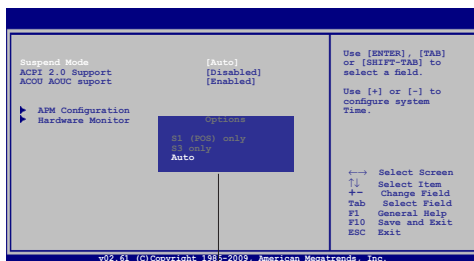 Suspend Mode [Auto]
ACPI 2.0 Support [Disabled]
ACOU AOUC suport [Enabled]
APM Configuration
Hardware Monitor
Options
S1 (POS) only
S3 only
Auto
Use [ENTER], [TAB]
or [SHIFT-TAB] to
select a field.
Use [+] or [-] to
configure system
Time.
←→ Select Screen
↑↓ Select Item
+- Change Field
Tab Select Field
F1 General Help
F10 Save and Exit
ESC Exit
v02.61 (C)Copyright 1985-2009, American Megatrends, Inc.